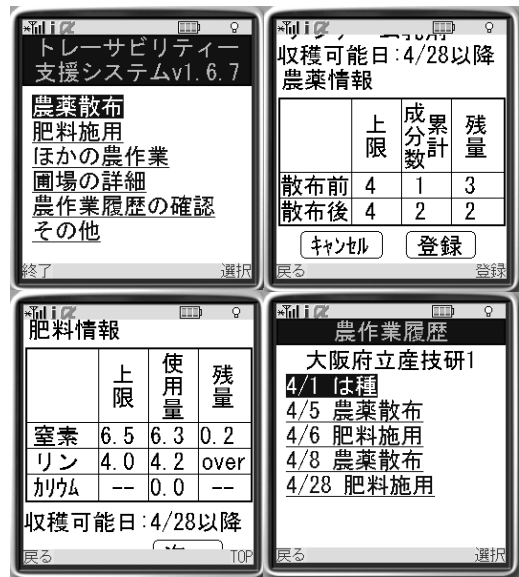 トレーサビリティー
支援システムv1.6.7
農薬散布
肥料施用
ほかの農作業
圃場の詳細
農作業履歴の確認
その他
終了 選択
収穫可能日:4/28以降
農薬情報
上限 成分数累計 残量
散布前 4 1 3
散布後 4 2 2
キャンセル 登録
戻る 登録
肥料情報
上限 使用量 残量
窒素 6.5 6.3 0.2
リン 4.0 4.2 over
カリウム -- 0.0 --
収穫可能日:4/28以降
戻る TOP
農作業履歴
大阪府立産技研1
4/1 は種
4/5 農薬散布
4/6 肥料施用
4/8 農薬散布
4/28 肥料施用
戻る 選択